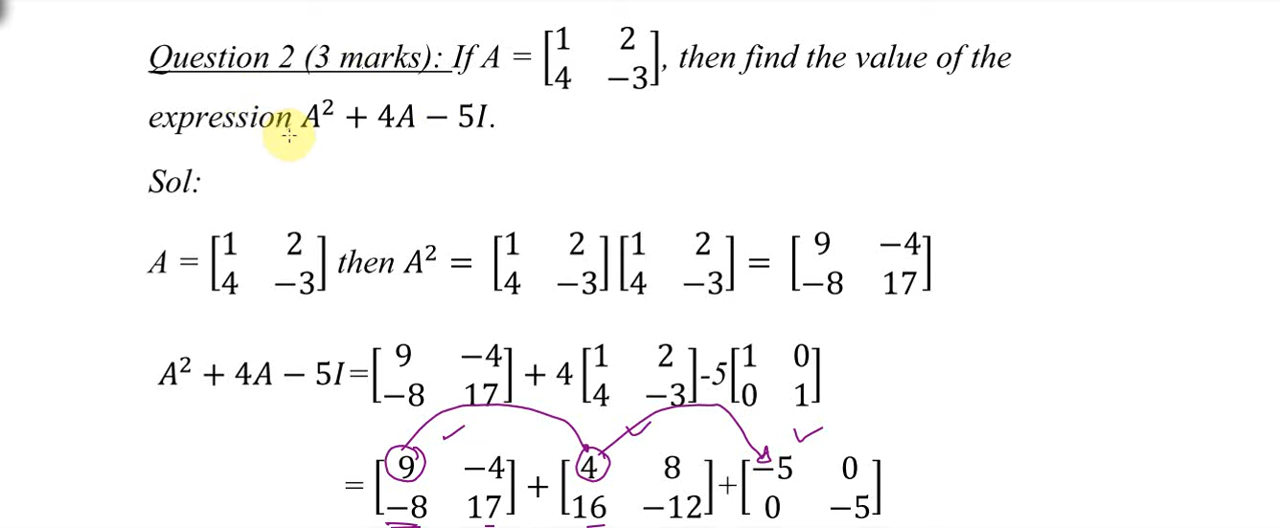 Question 2 (3 marks): If A = [1 2 4 −3], then find the value of the
expression A² + 4A − 5I.
Sol:
A = [1 2 4 −3] then A² = [1 2 4 −3][1 2 4 −3] = [9 −4 −8 17]
A² + 4A − 5I=[9 −4 −8 17] + 4[1 2 4 −3]-5[1 0 0 1]
= [9 −4 −8 17] + [4 8 16 −12]+[−5 0 0 −5]